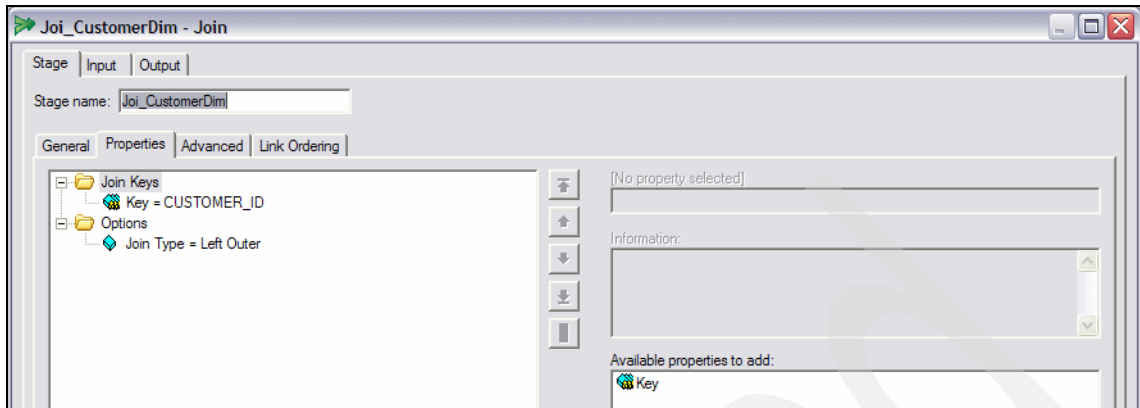 Joi_CustomerDim - Join
Stage Input Output
Stage name: Joi_CustomerDim
General Properties Advanced Link Ordering
Join Keys
Key = CUSTOMER_ID
Options
Join Type = Left Outer
[No property selected]
Information:
Available properties to add:
Key